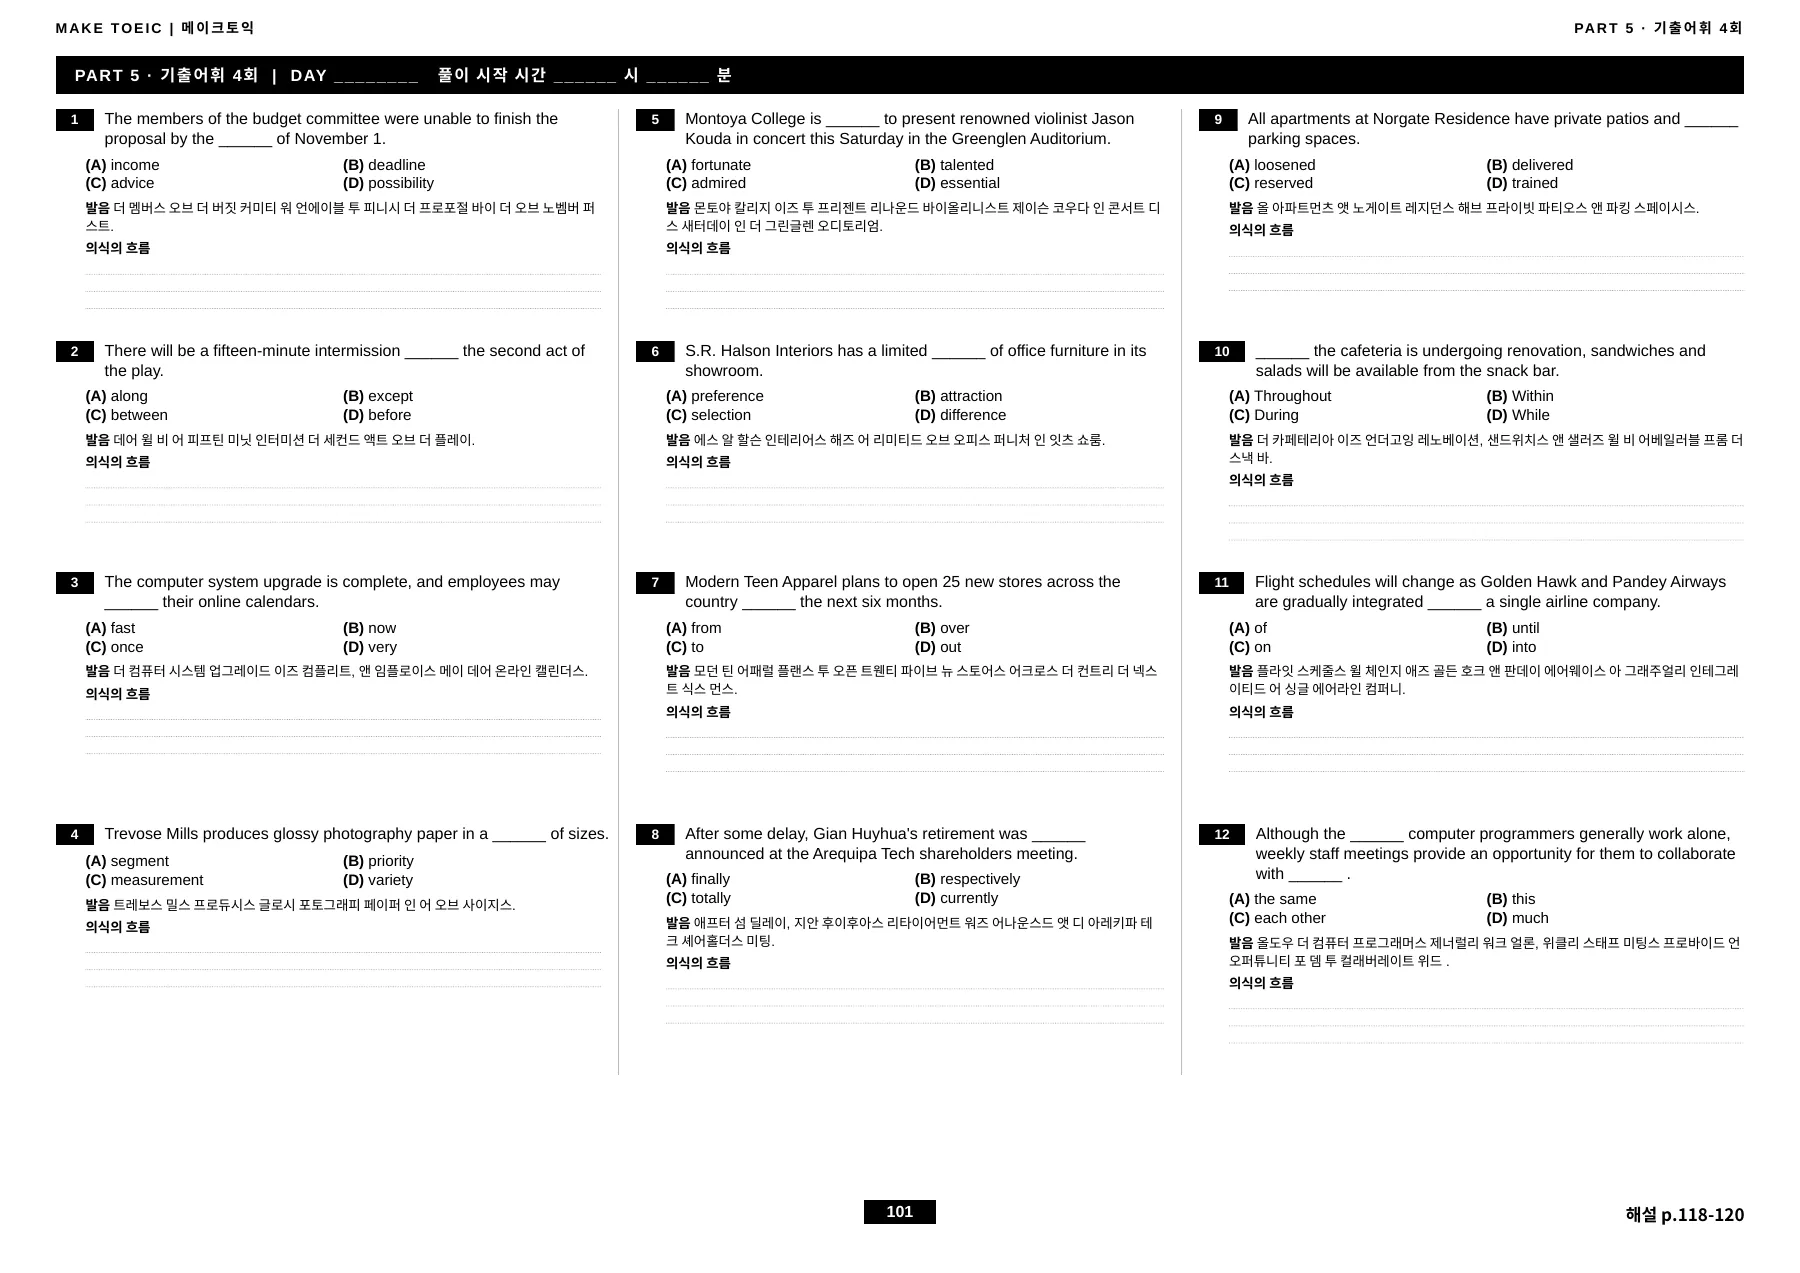 MAKE TOEIC | 메이크토익
PART 5 · 기출어휘 4회
PART 5 · 기출어휘 4회 | DAY ________ 풀이 시작 시간 ______ 시 ______ 분
1 The members of the budget committee were unable to finish the
proposal by the ______ of November 1.
(A) income (B) deadline
(C) advice (D) possibility
발음 더 멤버스 오브 더 버짓 커미티 워 언에이블 투 피니시 더 프로포절 바이 더 오브 노벰버 퍼
스트.
의식의 흐름
2 There will be a fifteen-minute intermission ______ the second act of
the play.
(A) along (B) except
(C) between (D) before
발음 데어 윌 비 어 피프틴 미닛 인터미션 더 세컨드 액트 오브 더 플레이.
의식의 흐름
3 The computer system upgrade is complete, and employees may
______ their online calendars.
(A) fast (B) now
(C) once (D) very
발음 더 컴퓨터 시스템 업그레이드 이즈 컴플리트, 앤 임플로이스 메이 데어 온라인 캘린더스.
의식의 흐름
4 Trevose Mills produces glossy photography paper in a ______ of sizes.
(A) segment (B) priority
(C) measurement (D) variety
발음 트레보스 밀스 프로듀시스 글로시 포토그래피 페이퍼 인 어 오브 사이지스.
의식의 흐름
5 Montoya College is ______ to present renowned violinist Jason
Kouda in concert this Saturday in the Greenglen Auditorium.
(A) fortunate (B) talented
(C) admired (D) essential
발음 몬토야 칼리지 이즈 투 프리젠트 리나운드 바이올리니스트 제이슨 코우다 인 콘서트 디
스 새터데이 인 더 그린글렌 오디토리엄.
의식의 흐름
6 S.R. Halson Interiors has a limited ______ of office furniture in its
showroom.
(A) preference (B) attraction
(C) selection (D) difference
발음 에스 알 할슨 인테리어스 해즈 어 리미티드 오브 오피스 퍼니처 인 잇츠 쇼룸.
의식의 흐름
7 Modern Teen Apparel plans to open 25 new stores across the
country ______ the next six months.
(A) from (B) over
(C) to (D) out
발음 모던 틴 어패럴 플랜스 투 오픈 트웬티 파이브 뉴 스토어스 어크로스 더 컨트리 더 넥스
트 식스 먼스.
의식의 흐름
8 After some delay, Gian Huyhua's retirement was ______
announced at the Arequipa Tech shareholders meeting.
(A) finally (B) respectively
(C) totally (D) currently
발음 애프터 섬 딜레이, 지안 후이후아스 리타이어먼트 워즈 어나운스드 앳 디 아레키파 테
크 셰어홀더스 미팅.
의식의 흐름
9 All apartments at Norgate Residence have private patios and ______
parking spaces.
(A) loosened (B) delivered
(C) reserved (D) trained
발음 올 아파트먼츠 앳 노게이트 레지던스 해브 프라이빗 파티오스 앤 파킹 스페이시스.
의식의 흐름
10 ______ the cafeteria is undergoing renovation, sandwiches and
salads will be available from the snack bar.
(A) Throughout (B) Within
(C) During (D) While
발음 더 카페테리아 이즈 언더고잉 레노베이션, 샌드위치스 앤 샐러즈 윌 비 어베일러블 프롬 더
스낵 바.
의식의 흐름
11 Flight schedules will change as Golden Hawk and Pandey Airways
are gradually integrated ______ a single airline company.
(A) of (B) until
(C) on (D) into
발음 플라잇 스케줄스 윌 체인지 애즈 골든 호크 앤 판데이 에어웨이스 아 그래주얼리 인테그레
이티드 어 싱글 에어라인 컴퍼니.
의식의 흐름
12 Although the ______ computer programmers generally work alone,
weekly staff meetings provide an opportunity for them to collaborate
with ______ .
(A) the same (B) this
(C) each other (D) much
발음 올도우 더 컴퓨터 프로그래머스 제너럴리 워크 얼론, 위클리 스태프 미팅스 프로바이드 언
오퍼튜니티 포 뎀 투 컬래버레이트 위드 .
의식의 흐름
101
해설 p.118-120